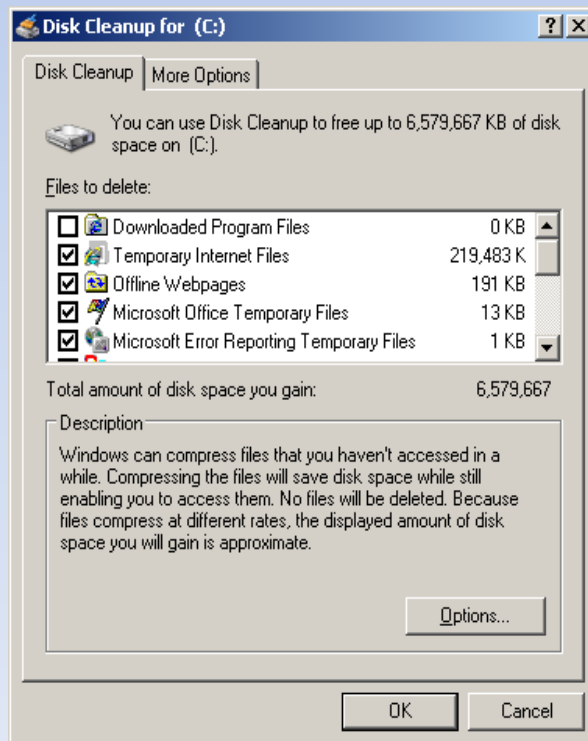 Disk Cleanup for (C:)
Disk Cleanup
More Options
You can use Disk Cleanup to free up to 6,579,667 KB of disk
space on (C:).
Files to delete:
Downloaded Program Files 0 KB
Temporary Internet Files 219,483 K
Offline Webpages 191 KB
Microsoft Office Temporary Files 13 KB
Microsoft Error Reporting Temporary Files 1 KB
Total amount of disk space you gain: 6,579,667
Description
Windows can compress files that you haven't accessed in a
while. Compressing the files will save disk space while still
enabling you to access them. No files will be deleted. Because
files compress at different rates, the displayed amount of disk
space you will gain is approximate.
Options...
OK
Cancel